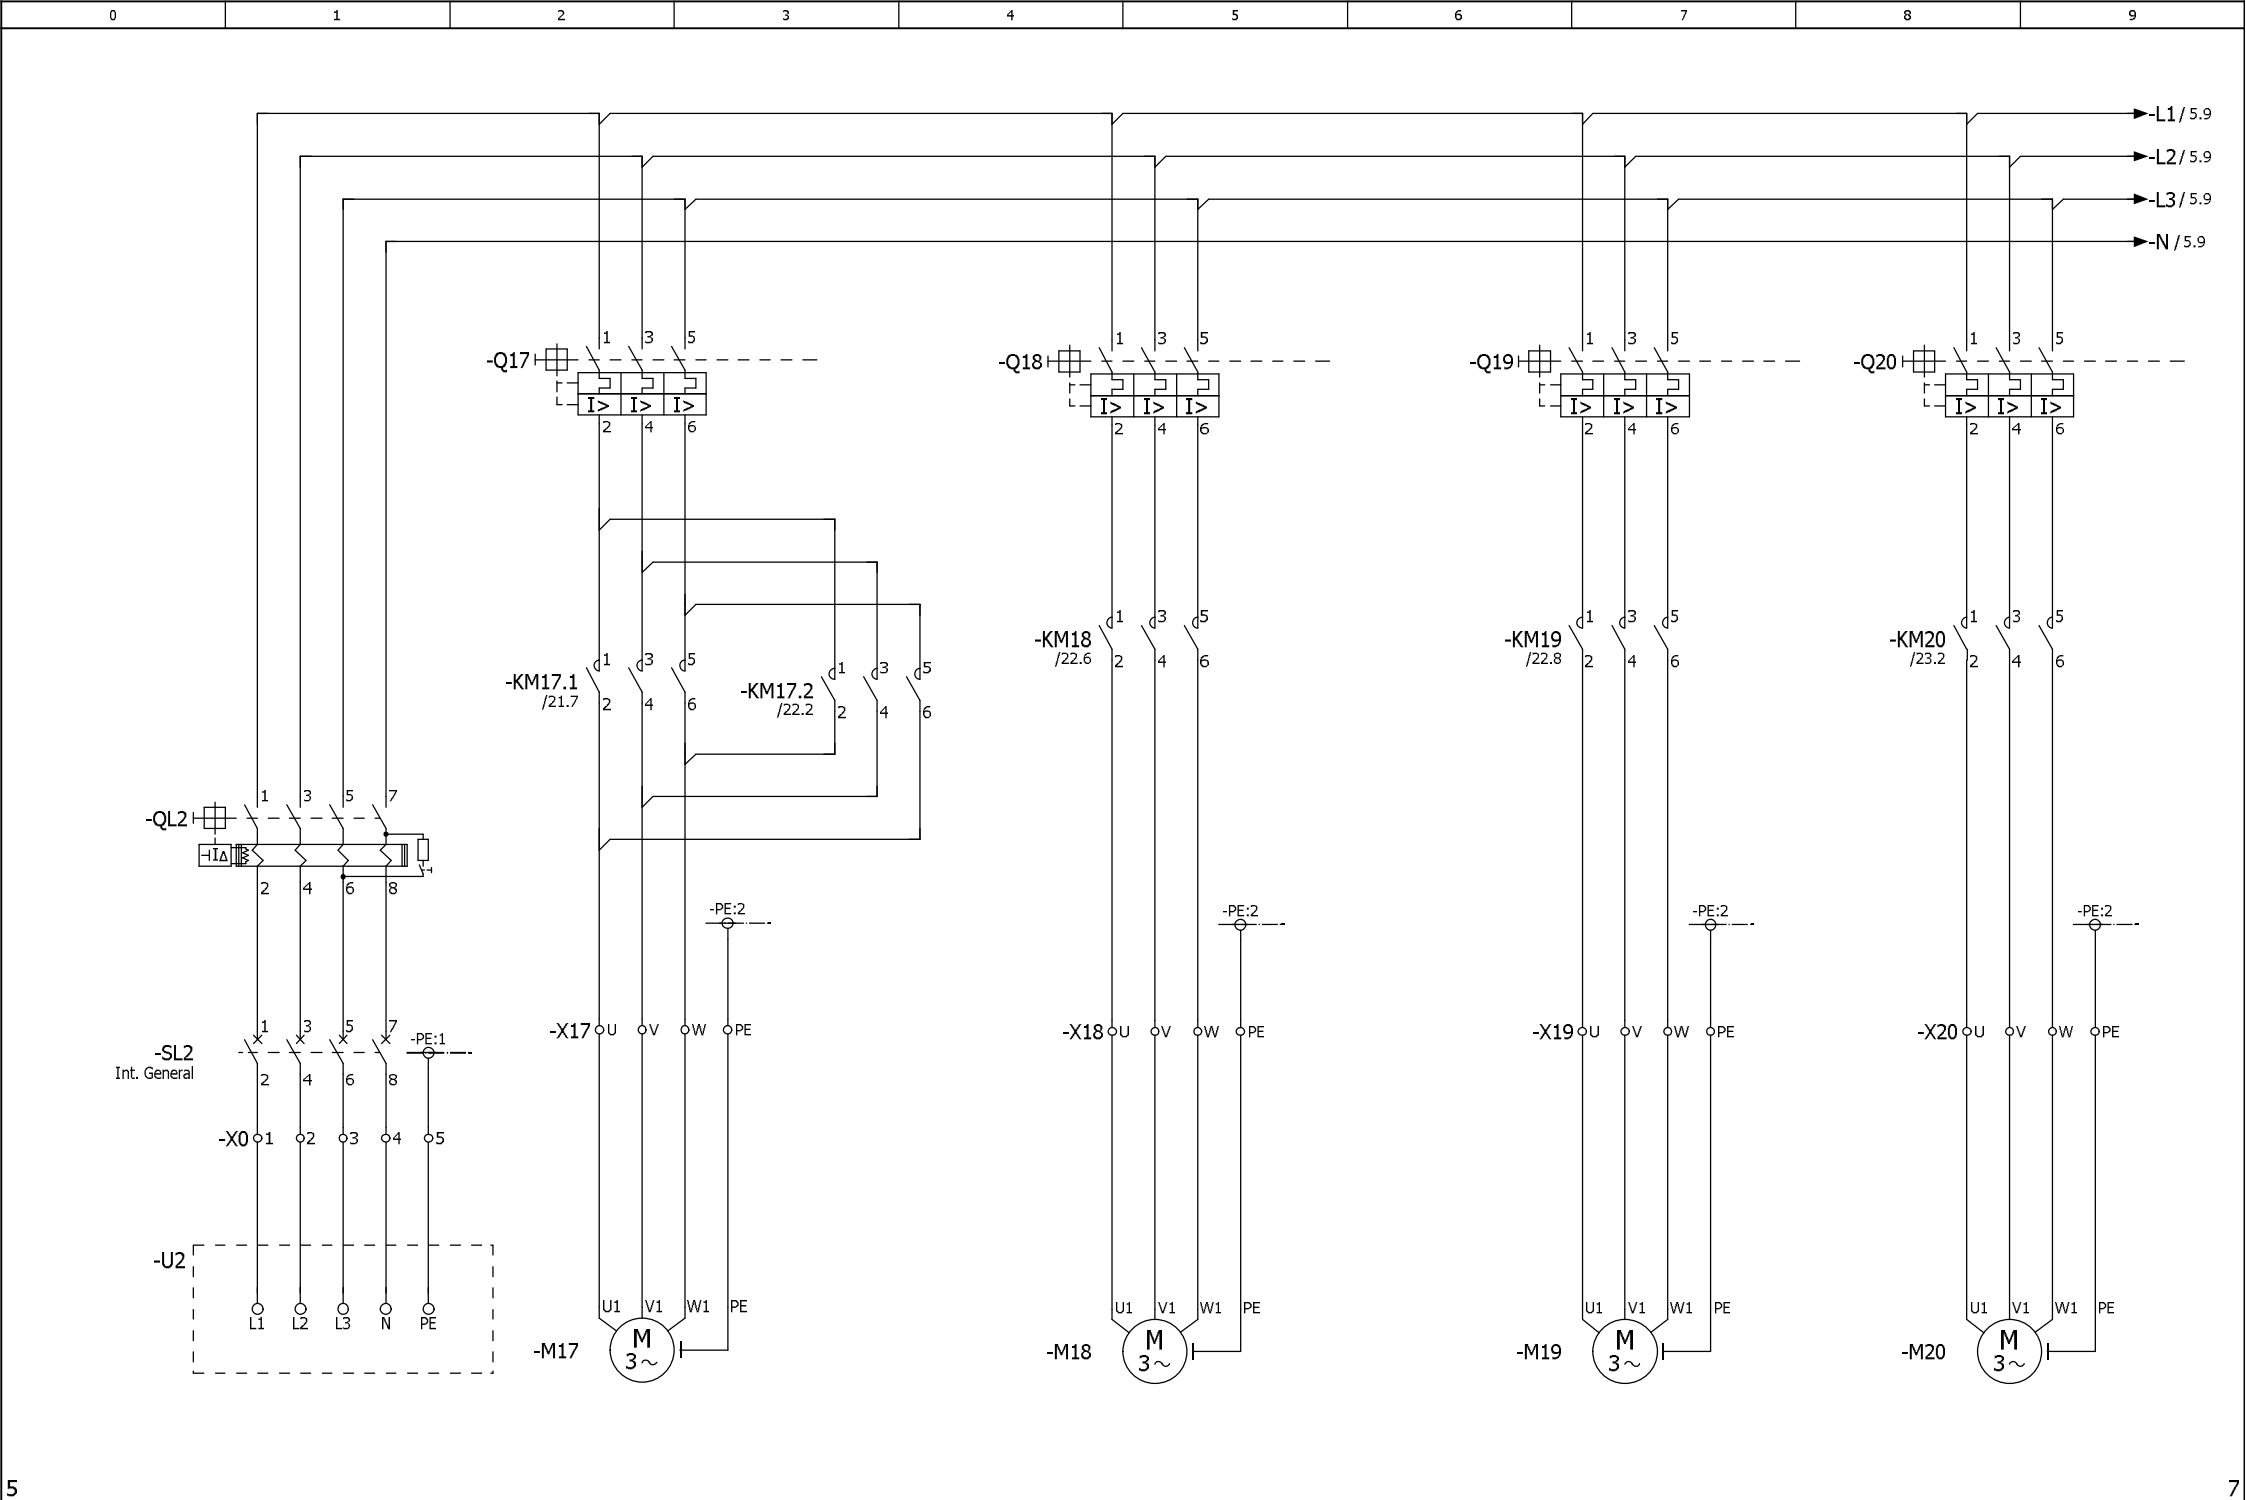 0 1 2 3 4 5 6 7 8 9
-L1 / 5.9
-L2 / 5.9
-L3 / 5.9
-N / 5.9
1 3 5 1 3 5 1 3 5 1 3 5
-Q17 -Q18 -Q19 -Q20
I> I> I> I> I> I> I> I> I> I> I> I>
2 4 6 2 4 6 2 4 6 2 4 6
1 3 5 1 3 5 1 3 5
-KM18 -KM19 -KM20
/22.6 /22.8 /23.2
2 4 6 2 4 6 2 4 6
1 3 5 1 3 5
-KM17.1 -KM17.2
/21.7 /22.2
2 4 6 2 4 6
1 3 5 7
-QL2
IΔ
2 4 6 8
-PE:2 -PE:2 -PE:2 -PE:2
1 3 5 7
-X17 U V W PE -X18 U V W PE -X19 U V W PE -X20 U V W PE
-PE:1
-SL2
Int. General
2 4 6 8
-X0 1 2 3 4 5
-U2
L1 L2 L3 N PE
U1 V1 W1 PE U1 V1 W1 PE U1 V1 W1 PE U1 V1 W1 PE
-M17 M -M18 M -M19 M -M20 M
3~ 3~ 3~ 3~
5 7